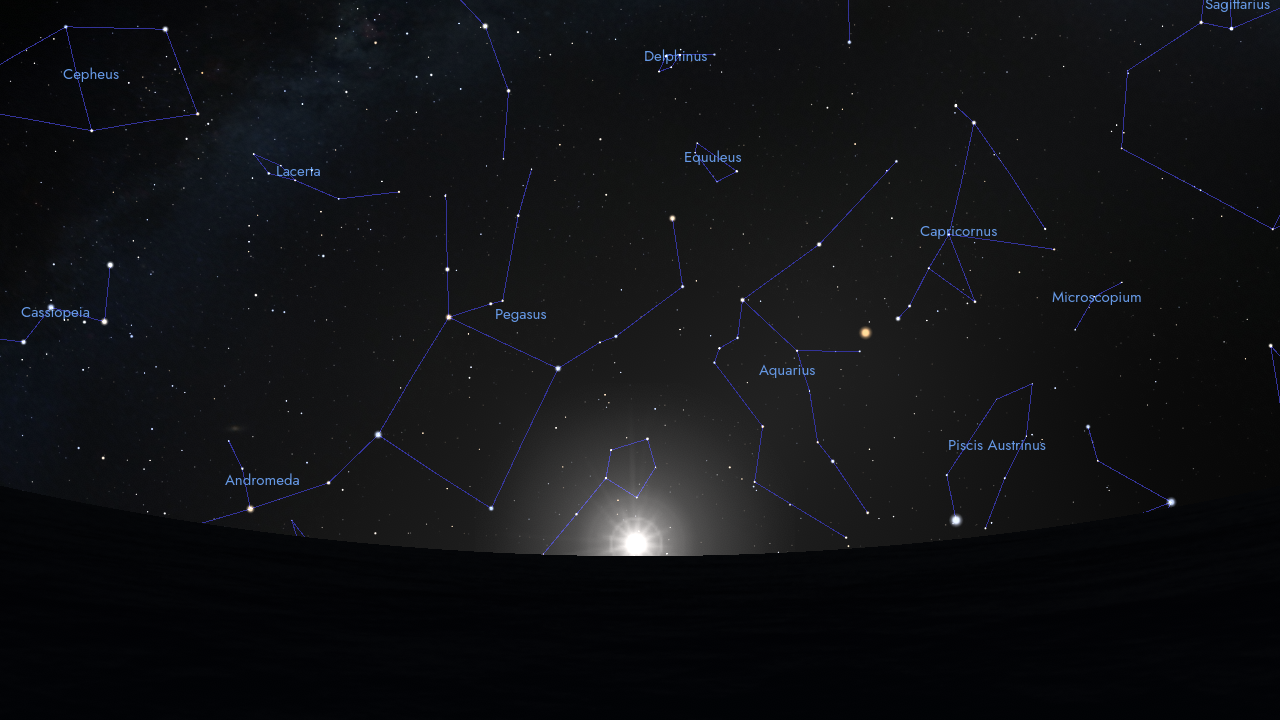 Sagittarius
Delphinus
Cepheus
Equuleus
Lacerta
Capricornus
Microscopium
Cassiopeia
Pegasus
Aquarius
Piscis Austrinus
Andromeda